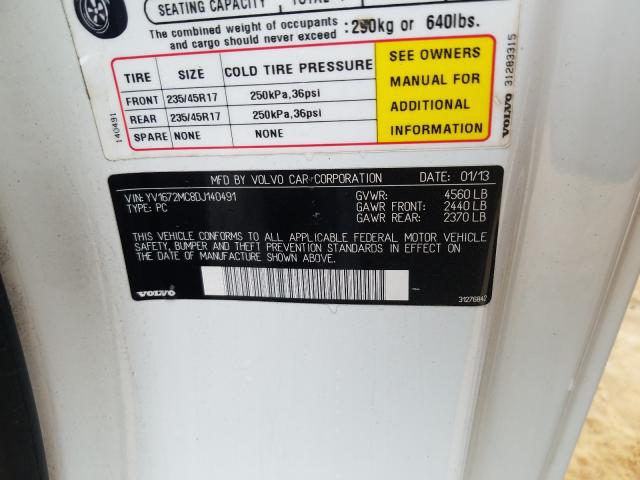 SEATING CAPACITY
The combined weight of occupants
and cargo should never exceed :290kg or 640lbs.
TIRE SIZE COLD TIRE PRESSURE
FRONT 235/45R17 250kPa,36psi
REAR 235/45R17 250kPa,36psi
SPARE NONE NONE
SEE OWNERS
MANUAL FOR
ADDITIONAL
INFORMATION
140491
VOLVO 31283315
MFD BY VOLVO CAR CORPORATION DATE: 01/13
VIN: YV1672MC8DJ140491 GVWR: 4560 LB
TYPE: PC GAWR FRONT: 2440 LB
GAWR REAR: 2370 LB
THIS VEHICLE CONFORMS TO ALL APPLICABLE FEDERAL MOTOR VEHICLE
SAFETY, BUMPER AND THEFT PREVENTION STANDARDS IN EFFECT ON
THE DATE OF MANUFACTURE SHOWN ABOVE.
VOLVO 31276842